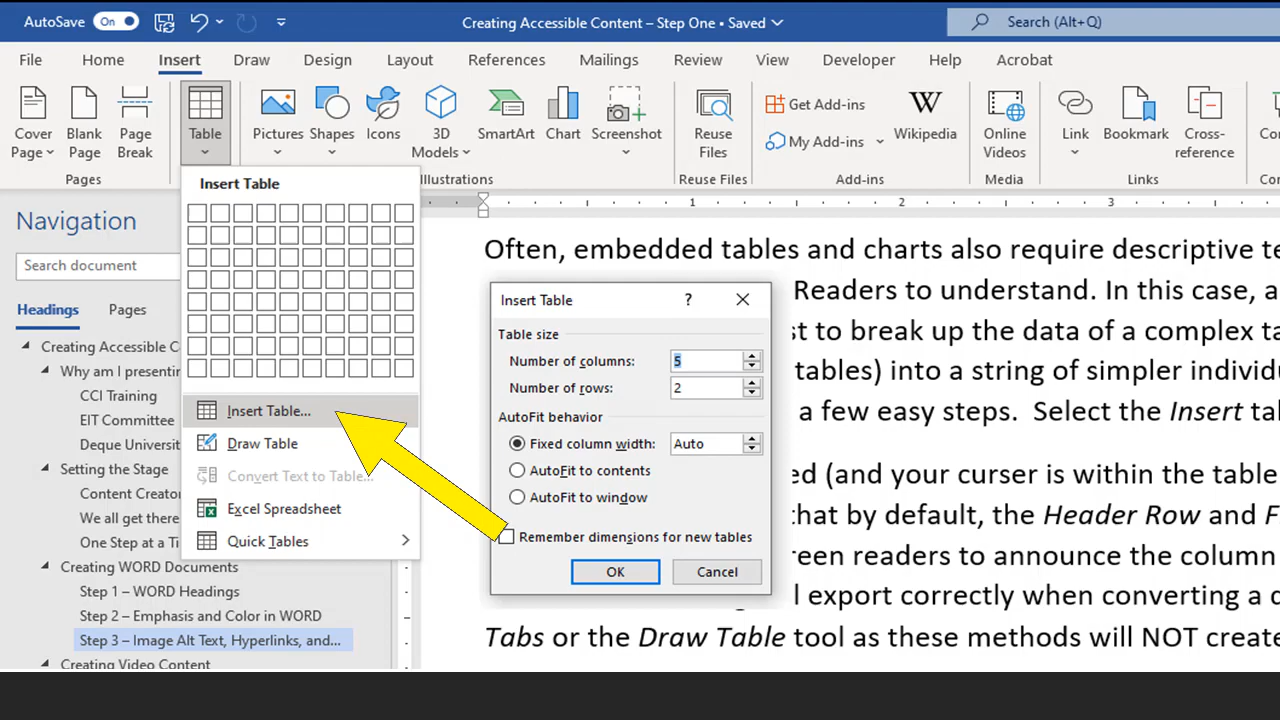 AutoSave On
Creating Accessible Content – Step One • Saved
Search (Alt+Q)
File Home Insert Draw Design Layout References Mailings Review View Developer Help Acrobat
Cover Page
Blank Page
Page Break
Pages
Table
Pictures
Shapes
Icons
3D Models
SmartArt
Chart
Screenshot
Illustrations
Reuse Files
Reuse Files
Get Add-ins
My Add-ins
Wikipedia
Add-ins
Online Videos
Media
Link
Bookmark
Cross-reference
Links
Insert Table
Insert Table...
Draw Table
Convert Text to Table...
Excel Spreadsheet
Quick Tables
Navigation
Search document
Headings Pages
Creating Accessible C
Why am I presentin
CCI Training
EIT Committee
Deque Universit
Setting the Stage
Content Creator
We all get there
One Step at a Ti
Creating WORD Documents
Step 1 – WORD Headings
Step 2 – Emphasis and Color in WORD
Step 3 – Image Alt Text, Hyperlinks, and...
Creating Video Content
1 2 3
Often, embedded tables and charts also require descriptive te
Readers to understand. In this case, a
st to break up the data of a complex ta
tables) into a string of simpler individu
a few easy steps. Select the Insert tal
ed (and your curser is within the table
that by default, the Header Row and F
reen readers to announce the column
l export correctly when converting a d
Tabs or the Draw Table tool as these methods will NOT create
Insert Table ?
Table size
Number of columns: 5
Number of rows: 2
AutoFit behavior
Fixed column width: Auto
AutoFit to contents
AutoFit to window
Remember dimensions for new tables
OK Cancel